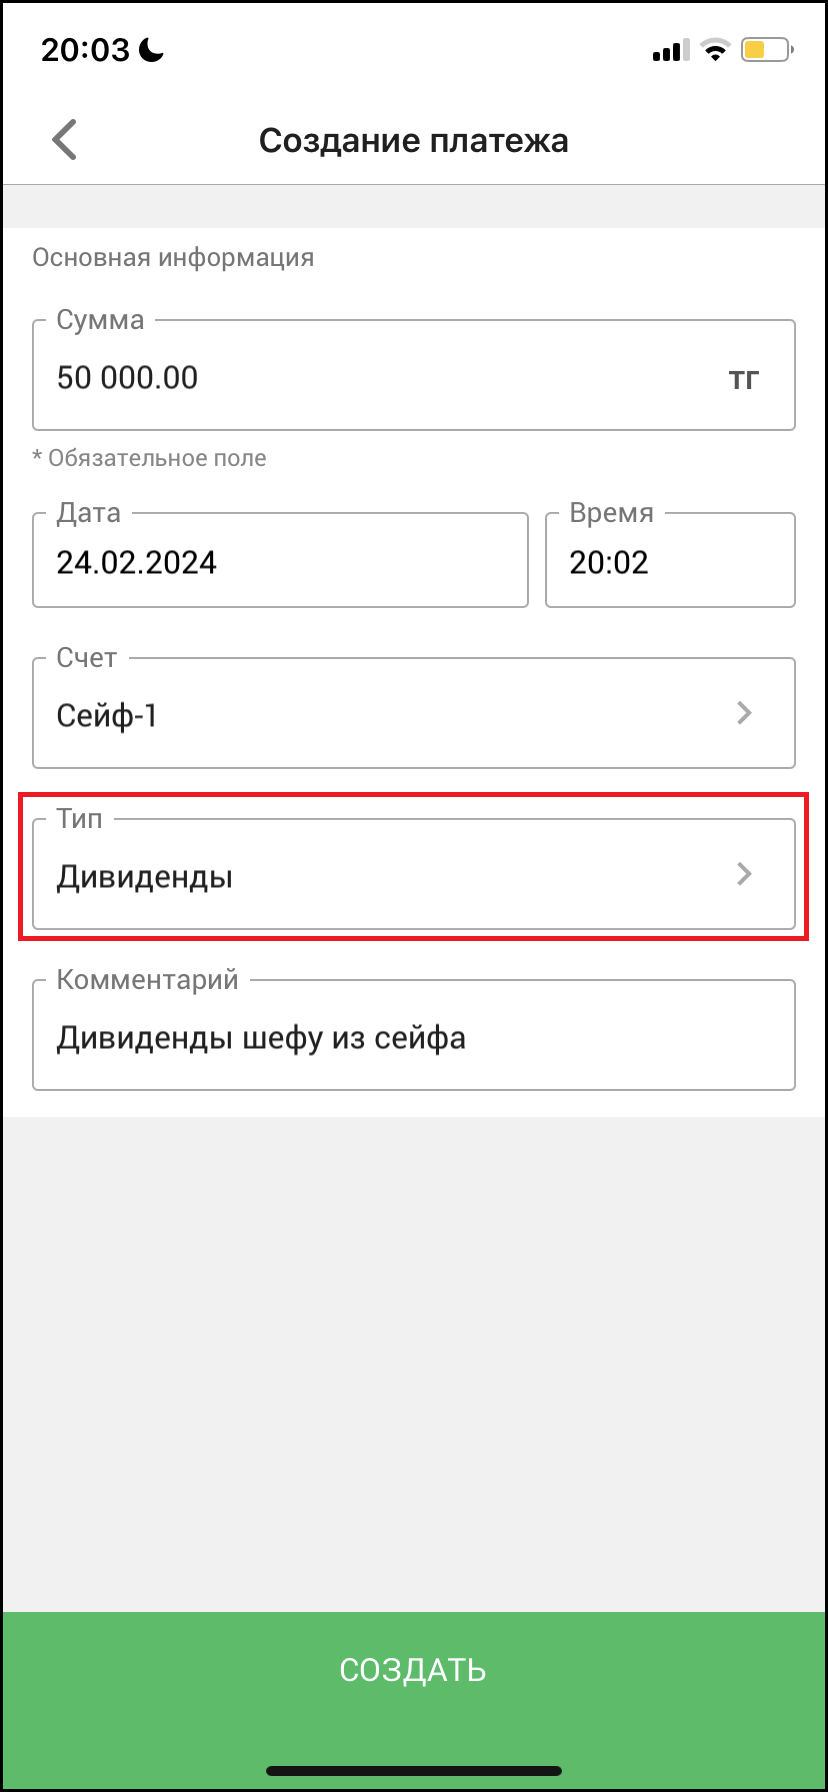 20:03
Создание платежа
Основная информация
Сумма
50 000.00 тг
* Обязательное поле
Дата Время
24.02.2024 20:02
Счет
Сейф-1
Тип
Дивиденды
Комментарий
Дивиденды шефу из сейфа
СОЗДАТЬ